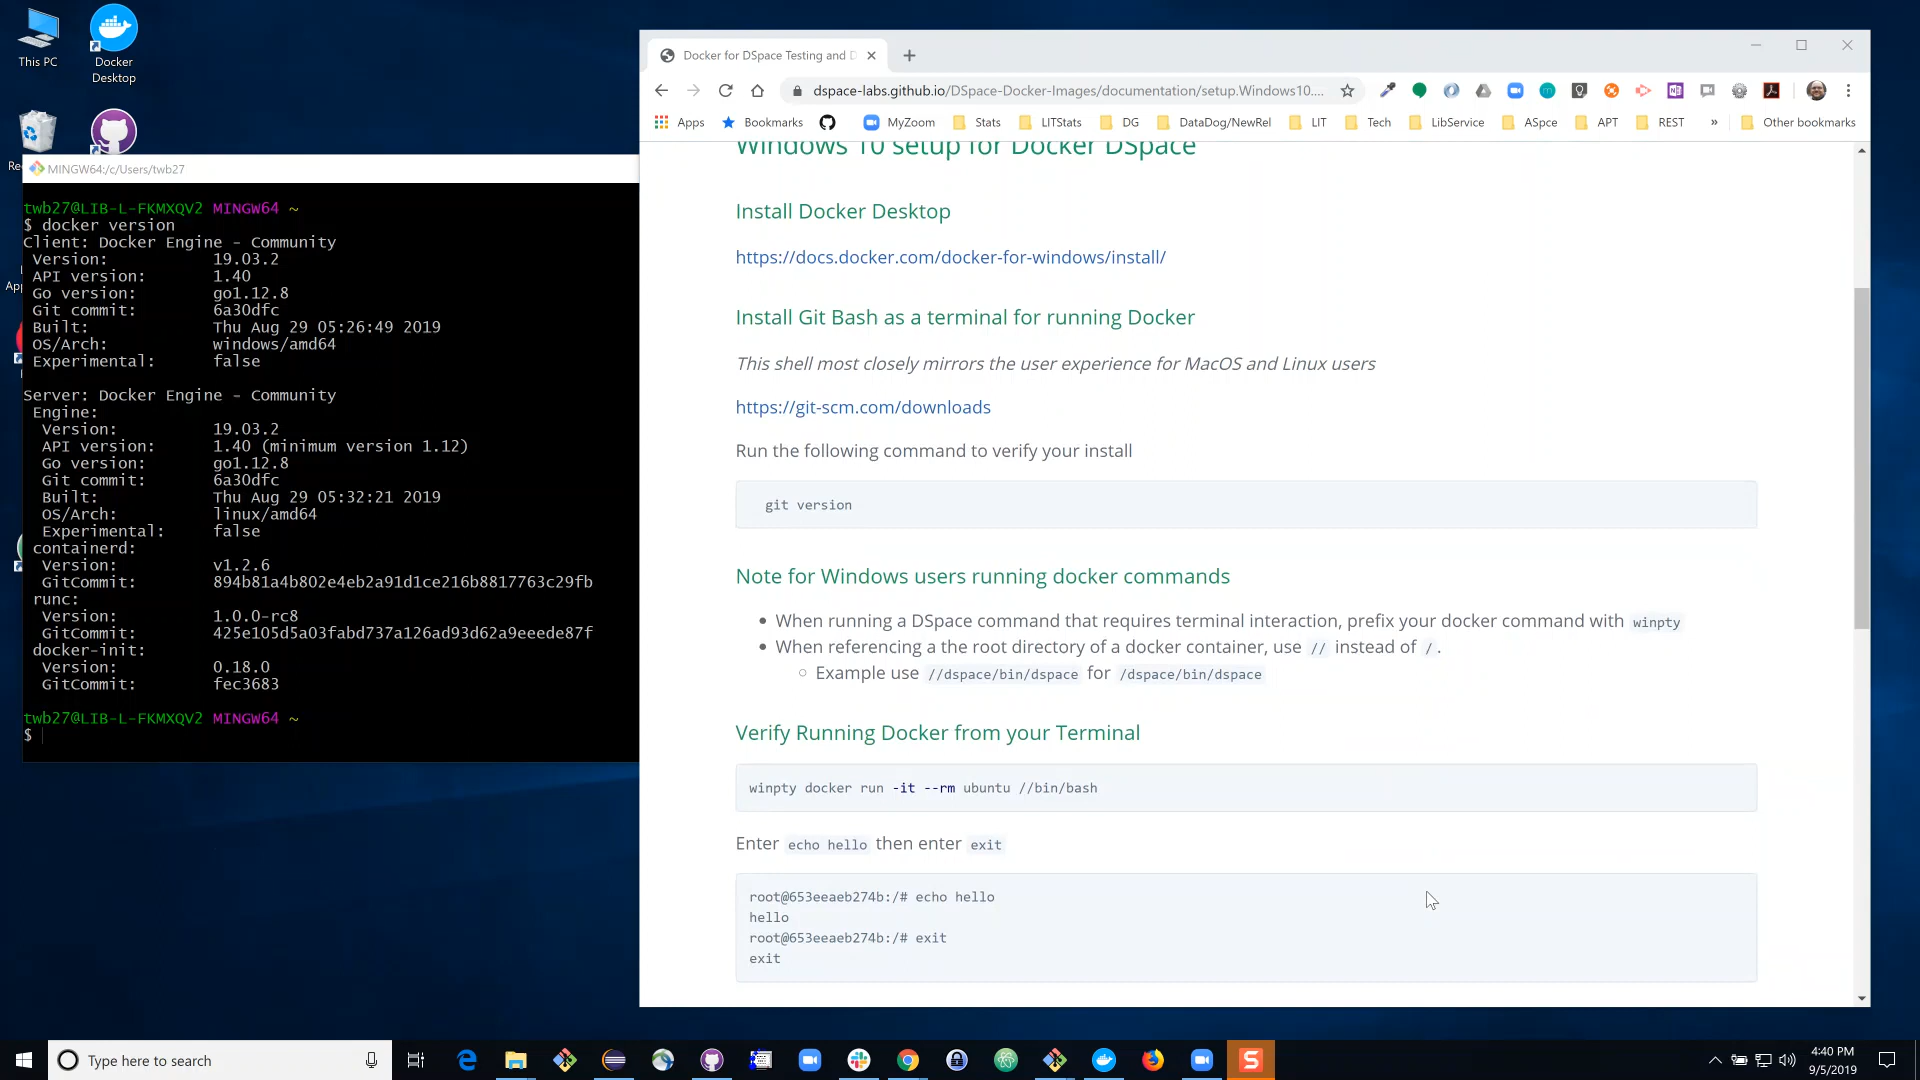 This PC
Docker
Desktop
MINGW64:/c/Users/twb27
twb27@LIB-L-FKMXQV2 MINGW64 ~
$ docker version
Client: Docker Engine - Community
Version: 19.03.2
API version: 1.40
Go version: go1.12.8
Git commit: 6a30dfc
Built: Thu Aug 29 05:26:49 2019
OS/Arch: windows/amd64
Experimental: false
Server: Docker Engine - Community
Engine:
Version: 19.03.2
API version: 1.40 (minimum version 1.12)
Go version: go1.12.8
Git commit: 6a30dfc
Built: Thu Aug 29 05:32:21 2019
OS/Arch: linux/amd64
Experimental: false
containerd:
Version: v1.2.6
GitCommit: 894b81a4b802e4eb2a91d1ce216b8817763c29fb
runc:
Version: 1.0.0-rc8
GitCommit: 425e105d5a03fabd737a126ad93d62a9eeede87f
docker-init:
Version: 0.18.0
GitCommit: fec3683
twb27@LIB-L-FKMXQV2 MINGW64 ~
$
Docker for DSpace Testing and D
dspace-labs.github.io/DSpace-Docker-Images/documentation/setup.Windows10....
Apps Bookmarks MyZoom Stats LITStats DG DataDog/NewRel LIT Tech LibService ASpce APT REST » Other bookmarks
Windows 10 setup for Docker DSpace
Install Docker Desktop
https://docs.docker.com/docker-for-windows/install/
Install Git Bash as a terminal for running Docker
This shell most closely mirrors the user experience for MacOS and Linux users
https://git-scm.com/downloads
Run the following command to verify your install
git version
Note for Windows users running docker commands
When running a DSpace command that requires terminal interaction, prefix your docker command with winpty
When referencing a the root directory of a docker container, use // instead of / .
Example use //dspace/bin/dspace for /dspace/bin/dspace
Verify Running Docker from your Terminal
winpty docker run -it --rm ubuntu //bin/bash
Enter echo hello then enter exit
root@653eeaeb274b:/# echo hello
hello
root@653eeaeb274b:/# exit
exit
Type here to search
4:40 PM
9/5/2019